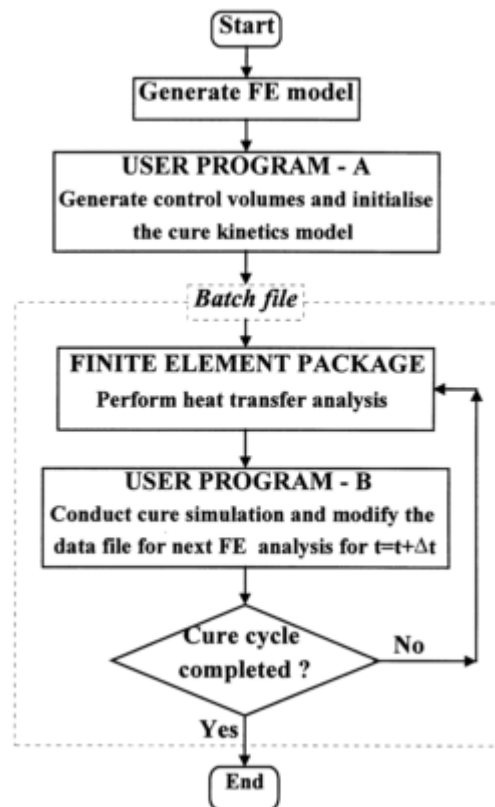 Start
Generate FE model
USER PROGRAM - A
Generate control volumes and initialise
the cure kinetics model
Batch file
FINITE ELEMENT PACKAGE
Perform heat transfer analysis
USER PROGRAM - B
Conduct cure simulation and modify the
data file for next FE analysis for t=t+Δt
Cure cycle
completed ?
No
Yes
End